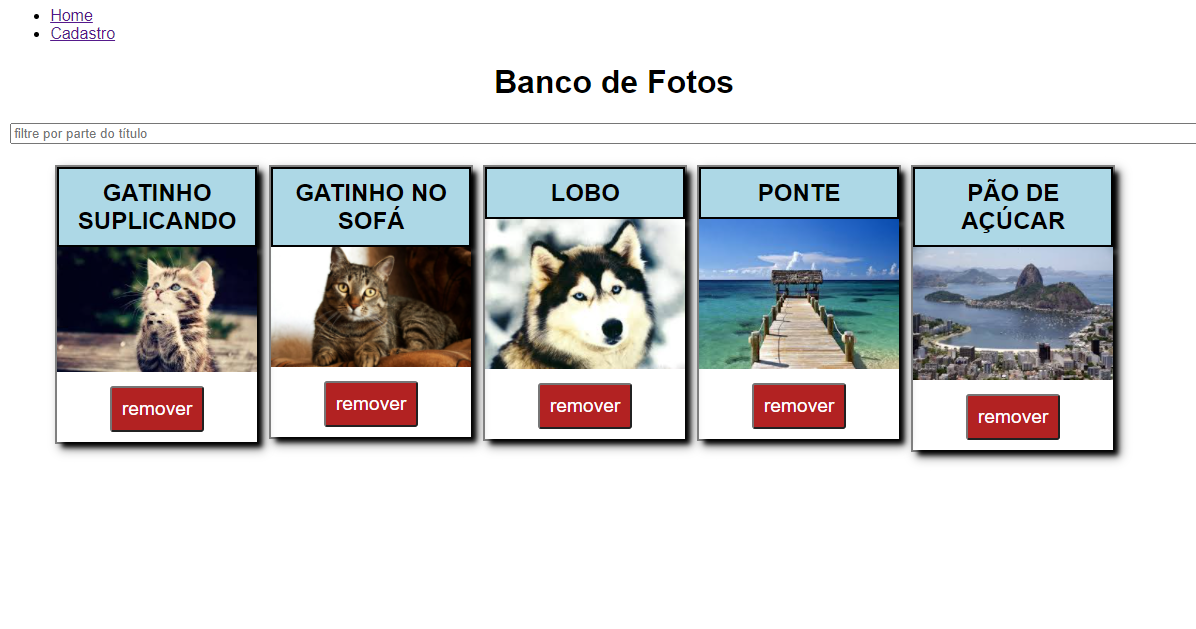 Home
Cadastro
Banco de Fotos
filtre por parte do título
GATINHO
SUPLICANDO
GATINHO NO
SOFÁ
LOBO
PONTE
PÃO DE
AÇÚCAR
remover
remover
remover
remover
remover